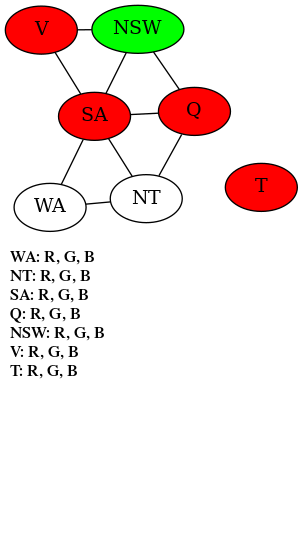 V NSW
SA Q
T
WA NT
WA: R, G, B
NT: R, G, B
SA: R, G, B
Q: R, G, B
NSW: R, G, B
V: R, G, B
T: R, G, B